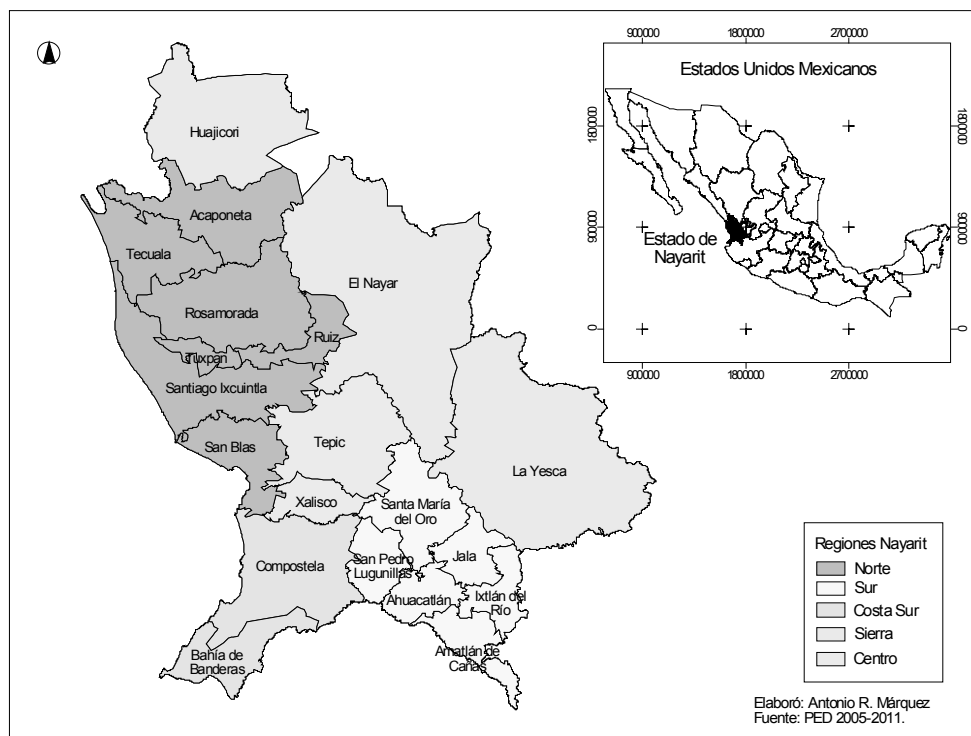 Huajicori
Acaponeta
Tecuala
El Nayar
Rosamorada
Ruiz
Tuxpan
Santiago Ixcuintla
San Blas
Tepic
La Yesca
Xalisco
Santa María
del Oro
Compostela
San Pedro
Lugunillas
Jala
Ahuacatlán
Ixtlán del
Río
Amatlán de
Cañas
Bahía de
Banderas
900000 1800000 2700000
Estados Unidos Mexicanos
1800000 1800000
900000 900000
Estado de
Nayarit
0 0
900000 1800000 2700000
Regiones Nayarit
Norte
Sur
Costa Sur
Sierra
Centro
Elaboró: Antonio R. Márquez
Fuente: PED 2005-2011.